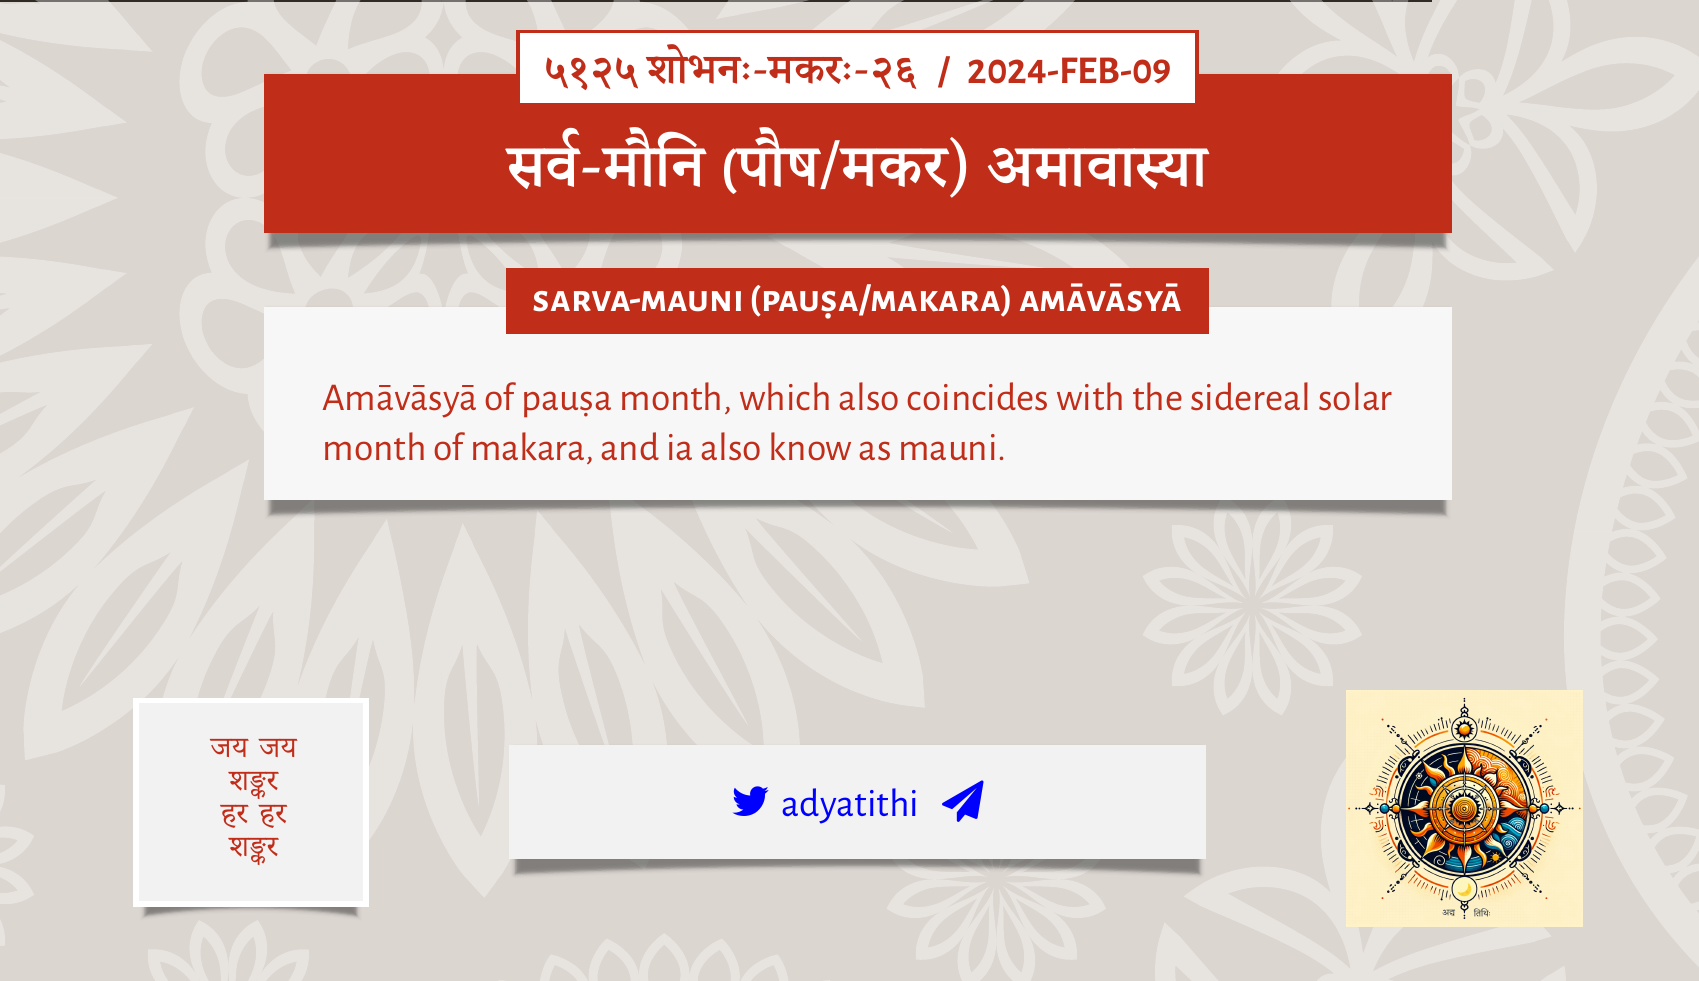 ५१२५ शोभनः-मकरः-२६ / 2024-FEB-09
सर्व-मौनि (पौष/मकर) अमावास्या
SARVA-MAUNI (PAUṢA/MAKARA) AMĀVĀSYĀ
Amāvāsyā of pauṣa month, which also coincides with the sidereal solar
month of makara, and ia also know as mauni.
जय जय
शङ्कर
हर हर
शङ्कर
adyatithi
अद्य तिथिः